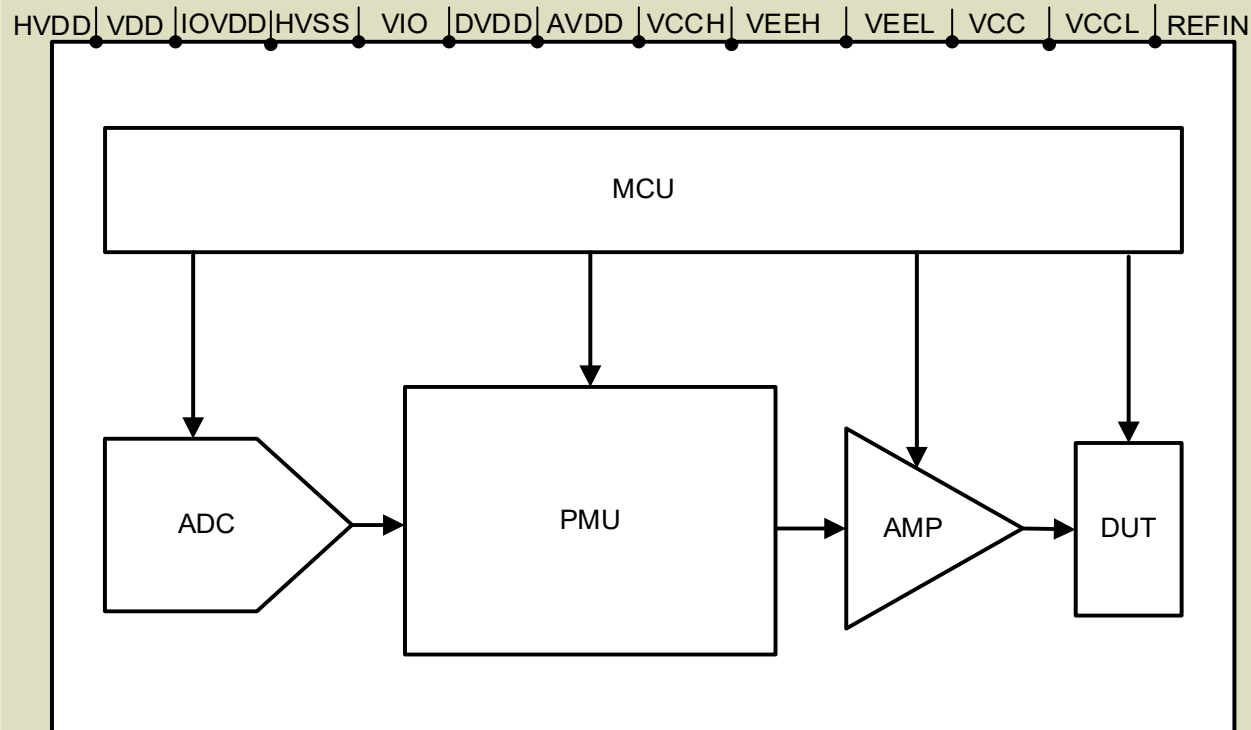 HVDD VDD IOVDD HVSS VIO DVDD AVDD VCCH VEEH VEEL VCC VCCL REFIN
MCU
ADC PMU AMP DUT